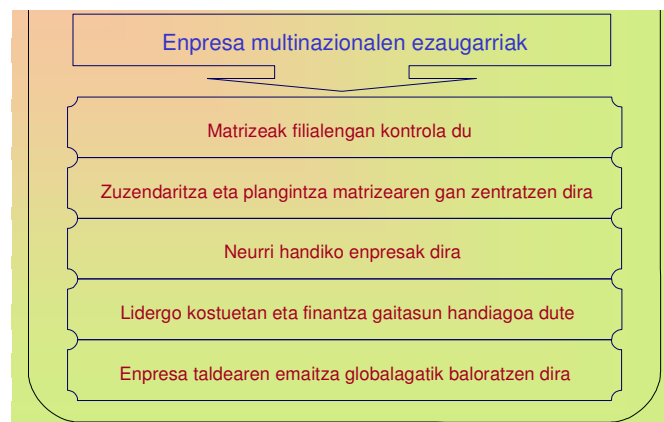 Enpresa multinazionalen ezaugarriak
Matrizeak filialengan kontrola du
Zuzendaritza eta plangintza matrizearen gan zentratzen dira
Neurri handiko enpresak dira
Lidergo kostuetan eta finantza gaitasun handiagoa dute
Enpresa taldearen emaitza globalagatik baloratzen dira